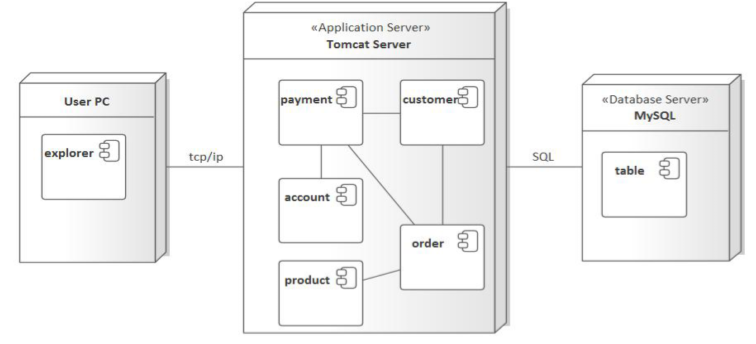 «Application Server»
Tomcat Server
User PC
explorer
tcp/ip
payment
customer
account
order
product
SQL
«Database Server»
MySQL
table